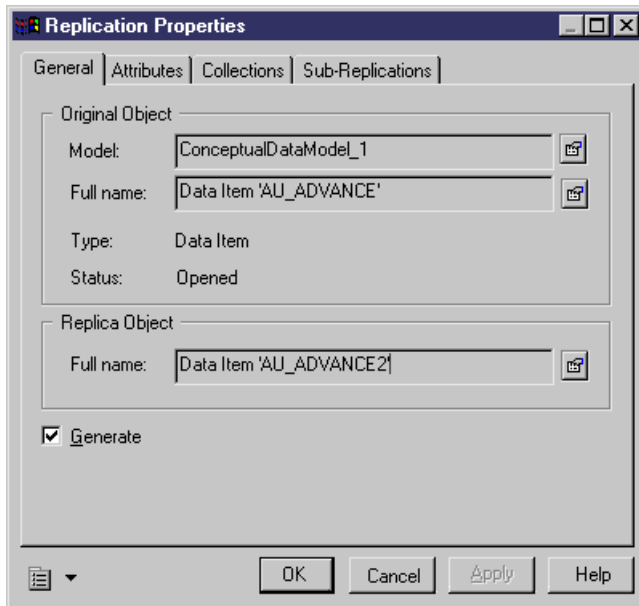 Replication Properties
General Attributes Collections Sub-Replications
Original Object
Model: ConceptualDataModel_1
Full name: Data Item 'AU_ADVANCE'
Type: Data Item
Status: Opened
Replica Object
Full name: Data Item 'AU_ADVANCE2'
Generate
OK Cancel Apply Help